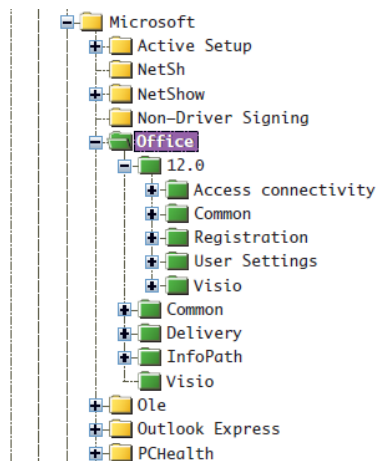 Microsoft
Active Setup
NetSh
NetShow
Non-Driver Signing
Office
12.0
Access connectivity
Common
Registration
User Settings
Visio
Common
Delivery
InfoPath
Visio
Ole
Outlook Express
PCHealth